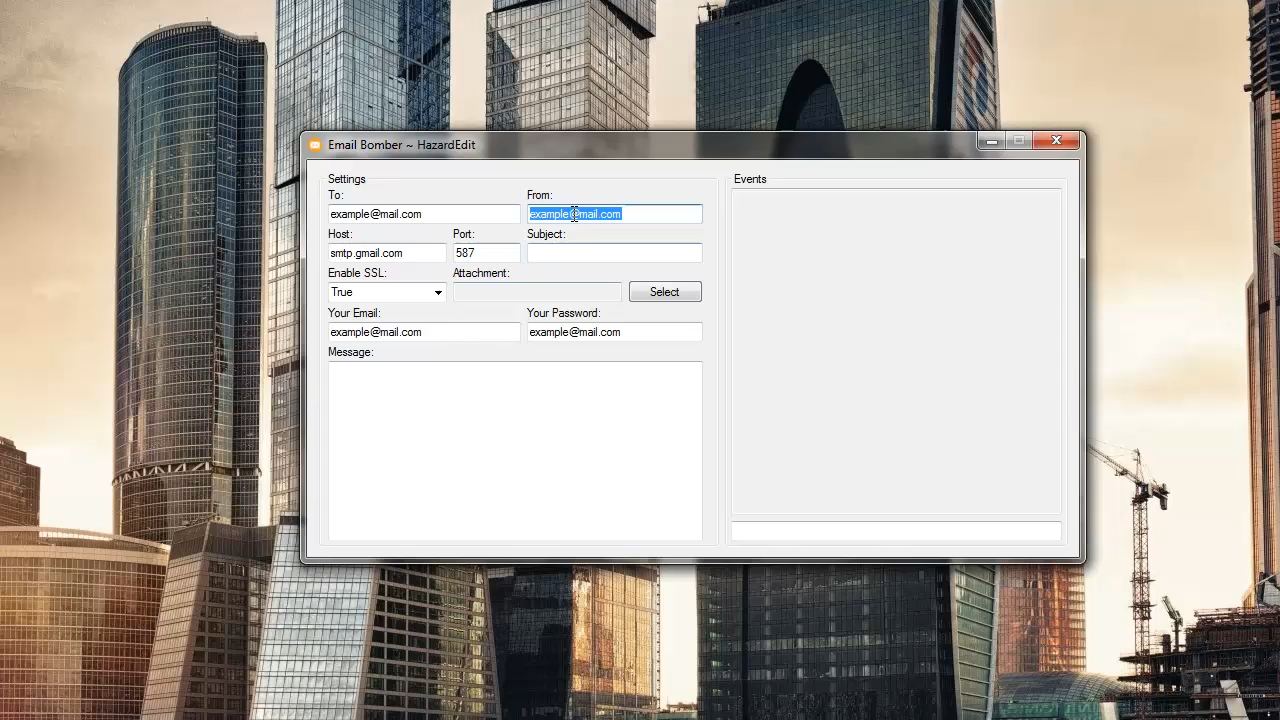 Email Bomber ~ HazardEdit
Settings
Events
To:
From:
example@mail.com
example@mail.com
Host:
Port:
Subject:
smtp.gmail.com
587
Enable SSL:
Attachment:
True
Select
Your Email:
Your Password:
example@mail.com
example@mail.com
Message: